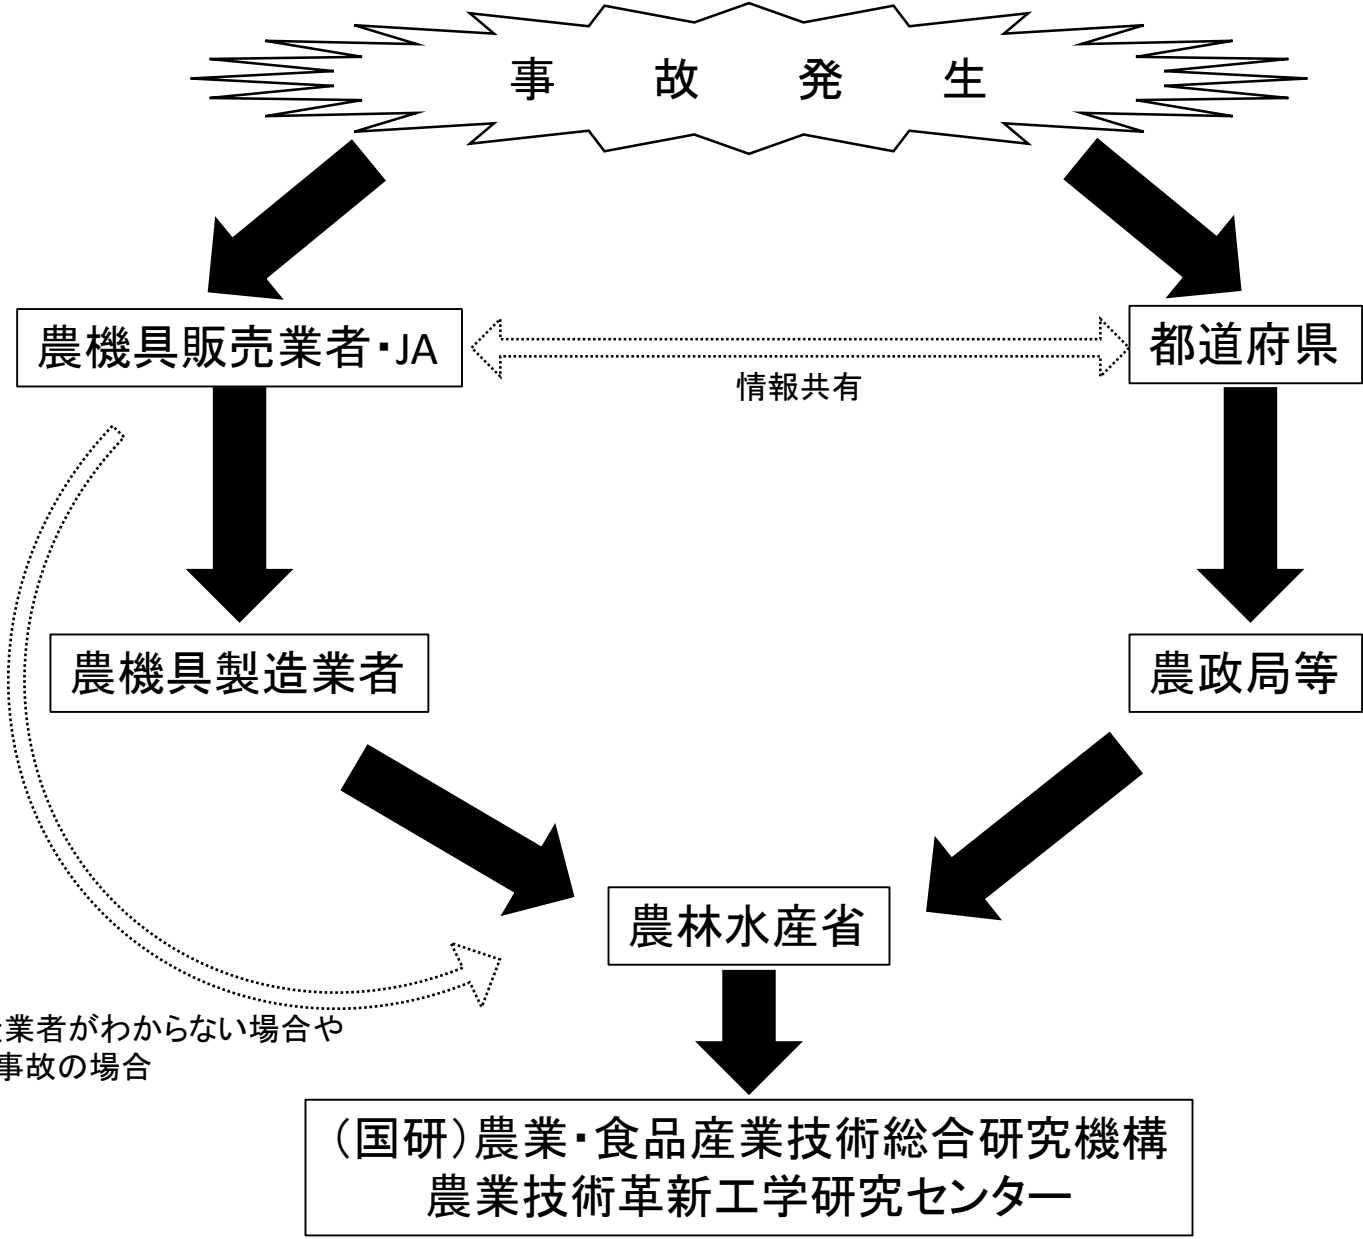 事 故 発 生
農機具販売業者・JA
都道府県
情報共有
農機具製造業者
農政局等
農林水産省
業者がわからない場合や
事故の場合
（国研）農業・食品産業技術総合研究機構
農業技術革新工学研究センター